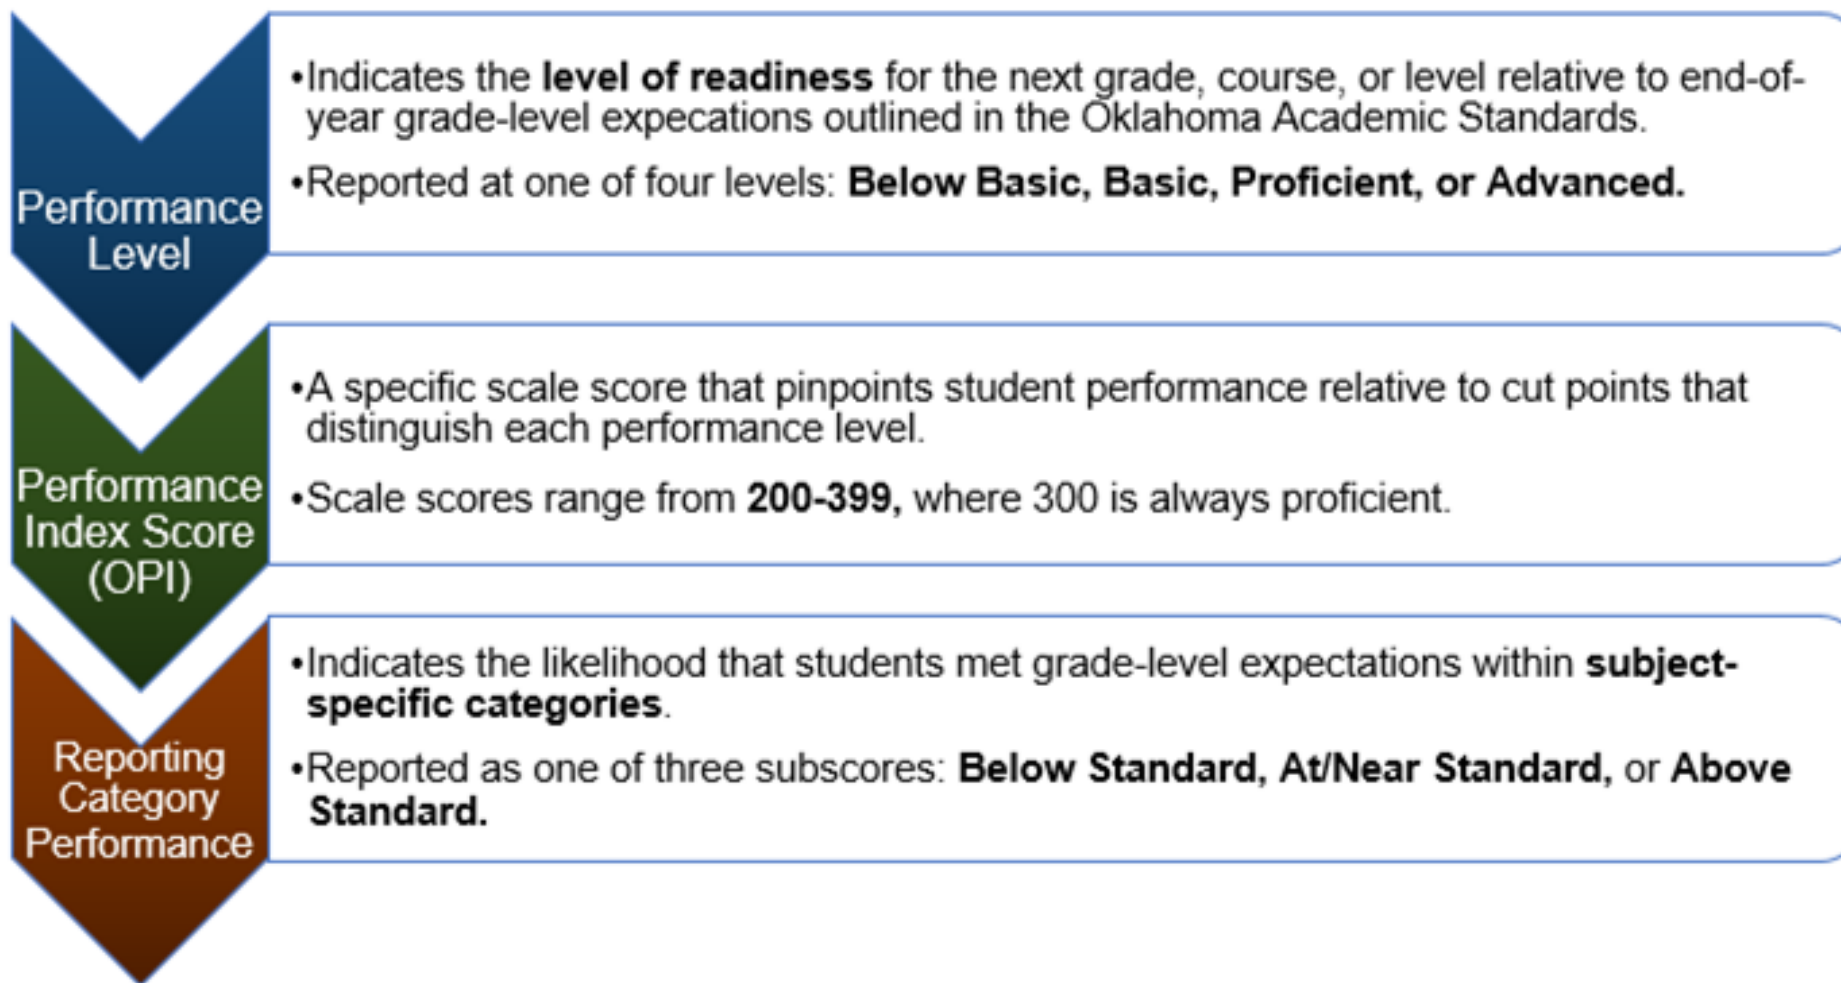 Performance
Level
•Indicates the level of readiness for the next grade, course, or level relative to end-of-
year grade-level expecations outlined in the Oklahoma Academic Standards.
•Reported at one of four levels: Below Basic, Basic, Proficient, or Advanced.
Performance
Index Score
(OPI)
•A specific scale score that pinpoints student performance relative to cut points that
distinguish each performance level.
•Scale scores range from 200-399, where 300 is always proficient.
Reporting
Category
Performance
•Indicates the likelihood that students met grade-level expectations within subject-
specific categories.
•Reported as one of three subscores: Below Standard, At/Near Standard, or Above
Standard.